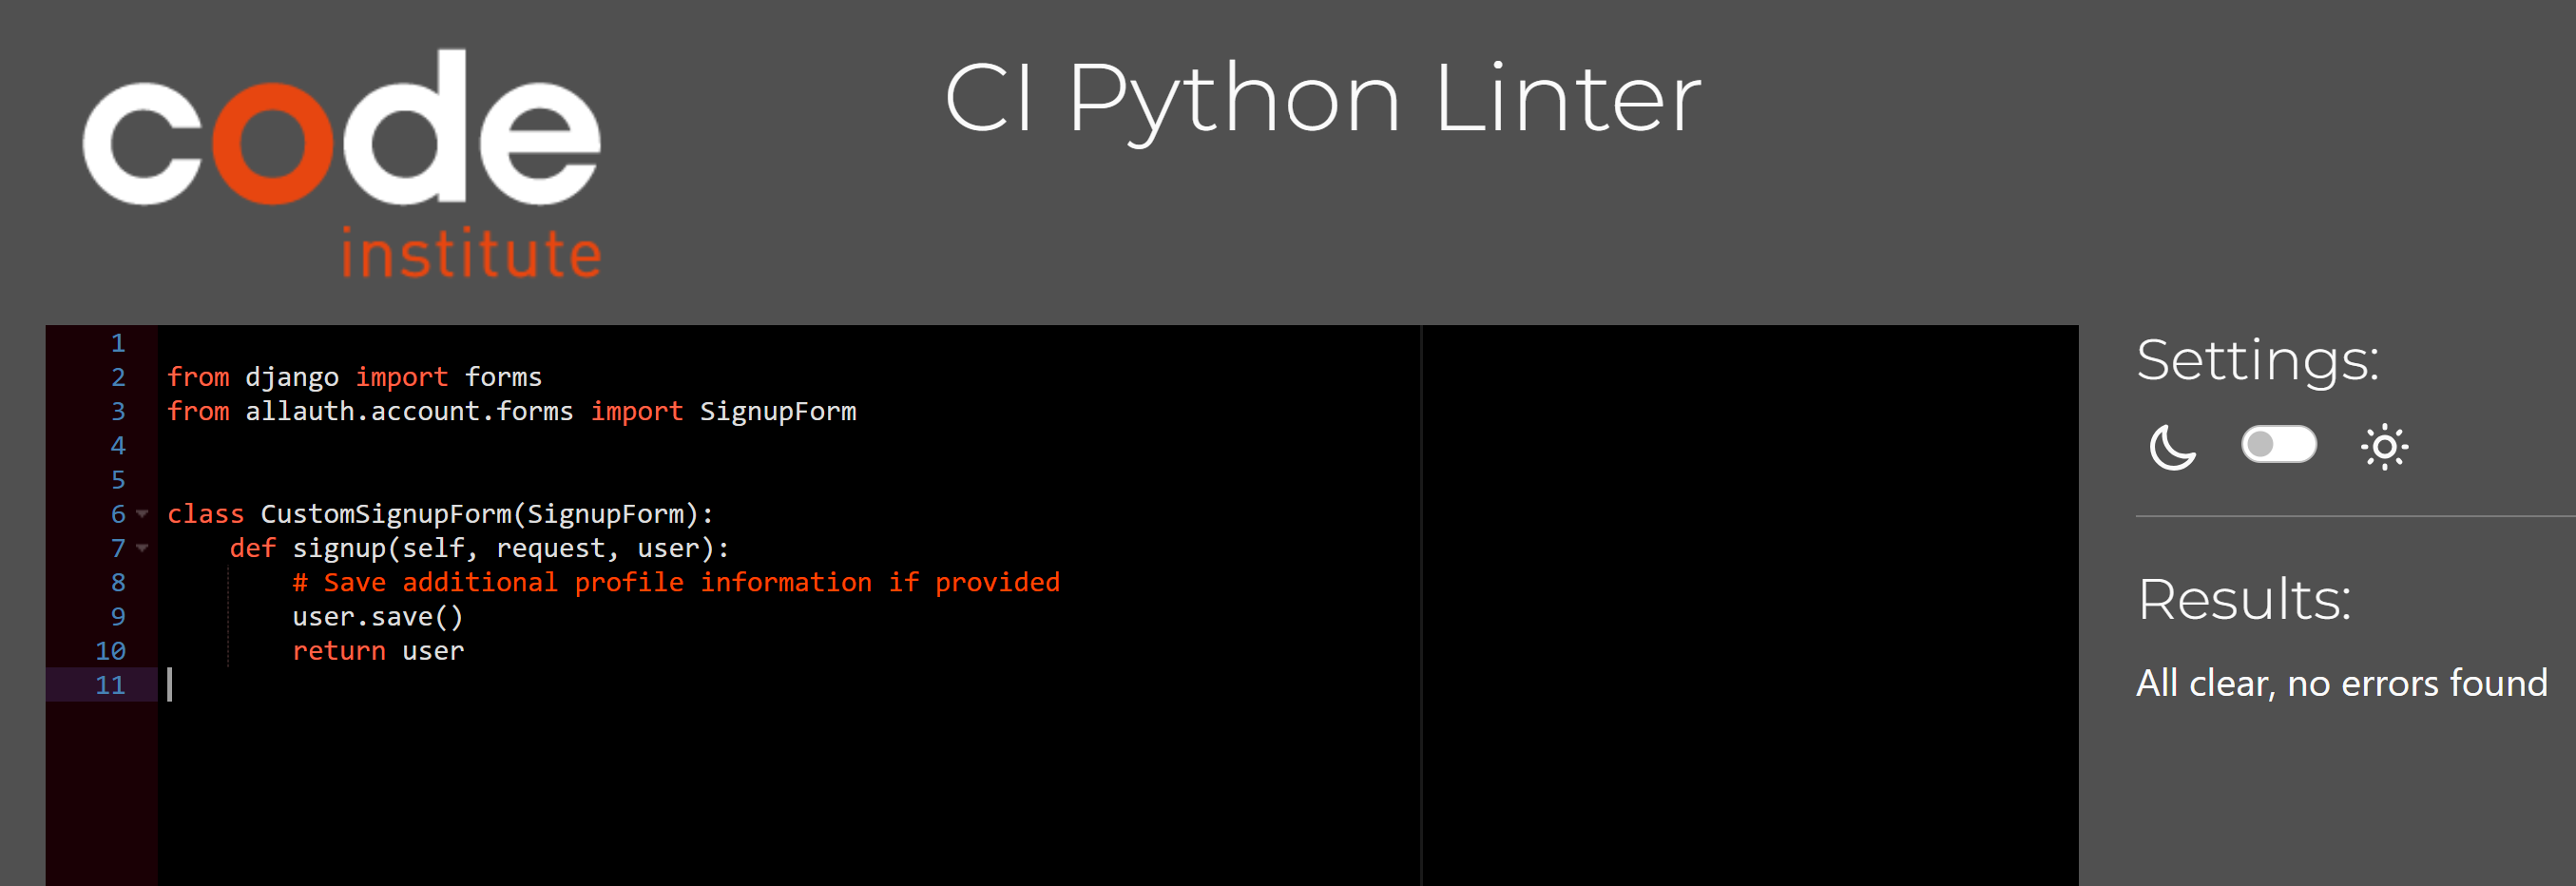 code
institute
CI Python Linter
1
2 from django import forms
3 from allauth.account.forms import SignupForm
4
5
6 class CustomSignupForm(SignupForm):
7     def signup(self, request, user):
8         # Save additional profile information if provided
9         user.save()
10         return user
11
Settings:
Results:
All clear, no errors found